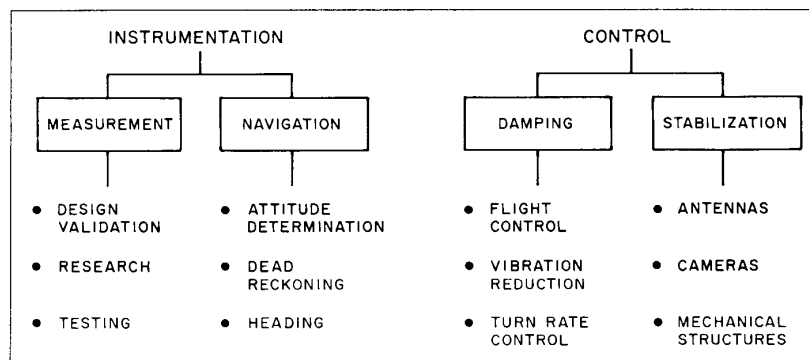 INSTRUMENTATION
MEASUREMENT
NAVIGATION
● DESIGN
VALIDATION
● RESEARCH
● TESTING
● ATTITUDE
DETERMINATION
● DEAD
RECKONING
● HEADING
CONTROL
DAMPING
STABILIZATION
● FLIGHT
CONTROL
● VIBRATION
REDUCTION
● TURN RATE
CONTROL
● ANTENNAS
● CAMERAS
● MECHANICAL
STRUCTURES